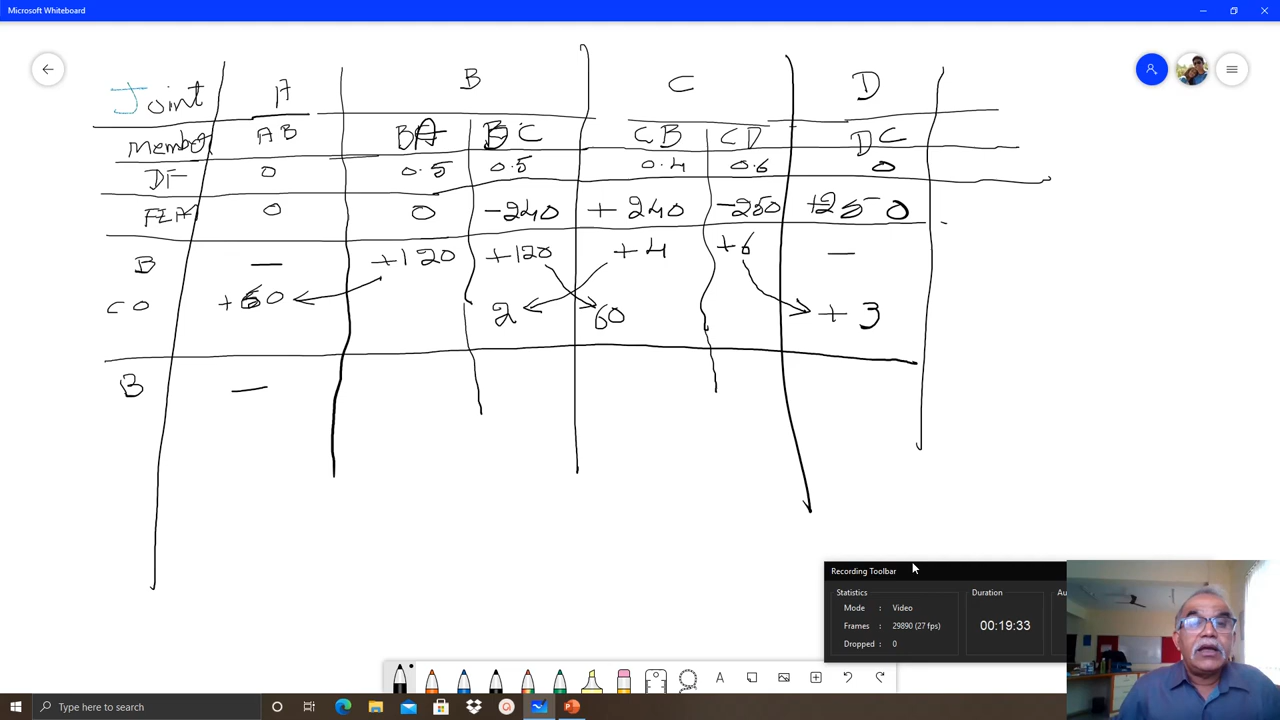 Microsoft Whiteboard
Joint A B C D
Member AB BA BC CB CD DC
DF 0 0.5 0.5 0.4 0.6 0
FEM 0 0 -240 +240 -250 +250
B — +120 +120 +4 +6 —
CO +60 2 60 +3
B —
Recording Toolbar
Statistics Duration Au
Mode : Video
Frames : 29890 (27 fps) 00:19:33
Dropped : 0
Type here to search